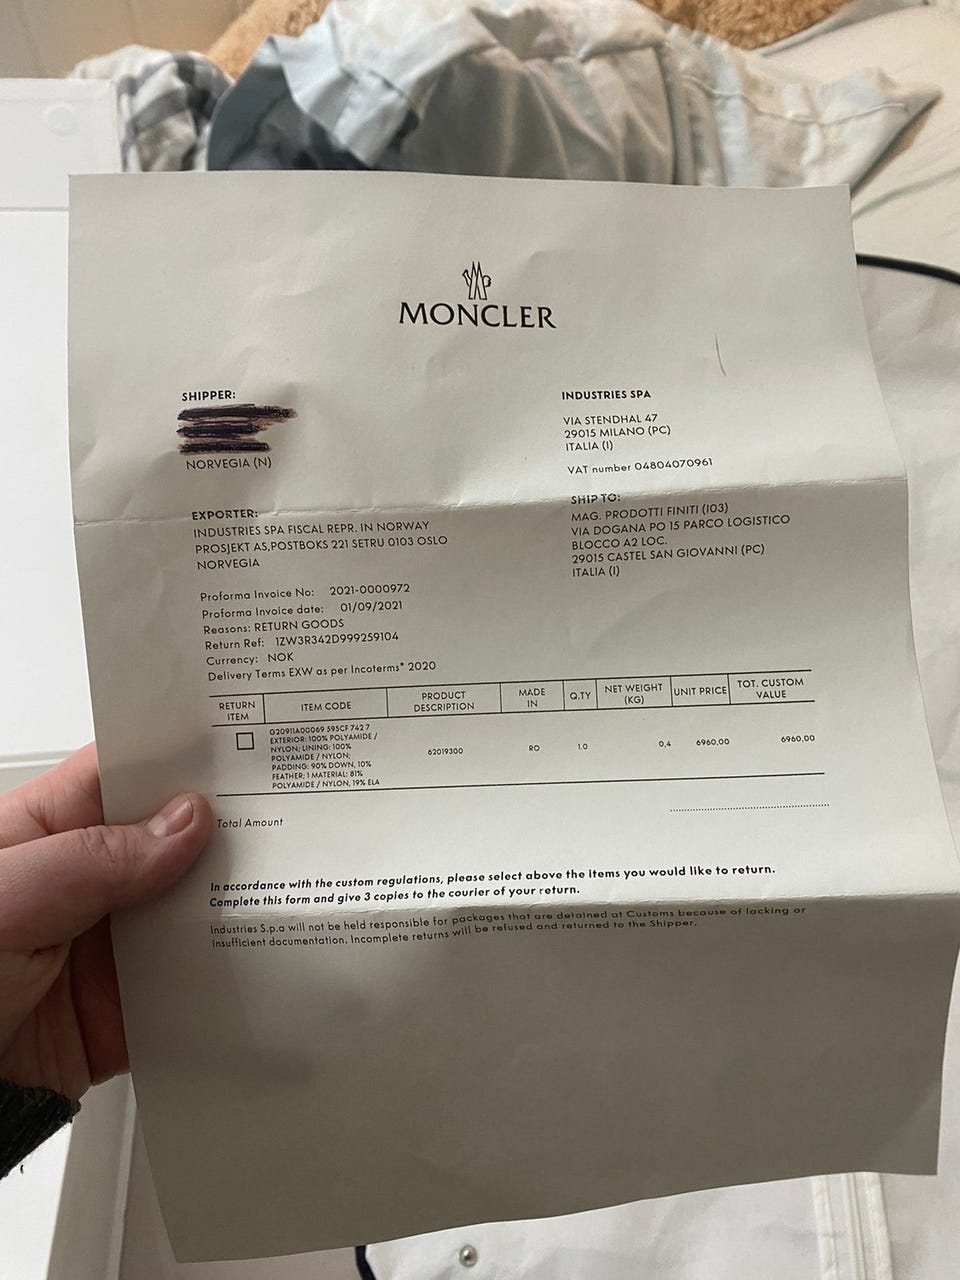 MONCLER
SHIPPER:
NORVEGIA (N)
INDUSTRIES SPA
VIA STENDHAL 47
29015 MILANO (PC)
ITALIA (I)
VAT number 04804070961
EXPORTER:
INDUSTRIES SPA FISCAL REPR. IN NORWAY
PROSJEKT AS,POSTBOKS 221 SETRU 0103 OSLO
NORVEGIA
SHIP TO:
MAG. PRODOTTI FINITI (I03)
VIA DOGANA PO 15 PARCO LOGISTICO
BLOCCO A2 LOC.
29015 CASTEL SAN GIOVANNI (PC)
ITALIA (I)
Proforma Invoice No: 2021-0000972
Proforma Invoice date: 01/09/2021
Reasons: RETURN GOODS
Return Ref: 1ZW3R342D999259104
Currency: NOK
Delivery Terms EXW as per Incoterms* 2020
RETURN ITEM ITEM CODE PRODUCT DESCRIPTION MADE IN Q.TY NET WEIGHT (KG) UNIT PRICE TOT. CUSTOM VALUE
G20911A00069 595CF 742 7
EXTERIOR: 100% POLYAMIDE /
NYLON; LINING: 100%
POLYAMIDE / NYLON;
PADDING: 90% DOWN, 10%
FEATHER; 1 MATERIAL: 81%
POLYAMIDE / NYLON, 19% ELA
62019300 RO 1.0 0,4 6960,00 6960,00
Total Amount
In accordance with the custom regulations, please select above the items you would like to return.
Complete this form and give 3 copies to the courier of your return.
Industries S.p.a will not be held responsible for packages that are detained at Customs because of lacking or
insufficient documentation. Incomplete returns will be refused and returned to the Shipper.